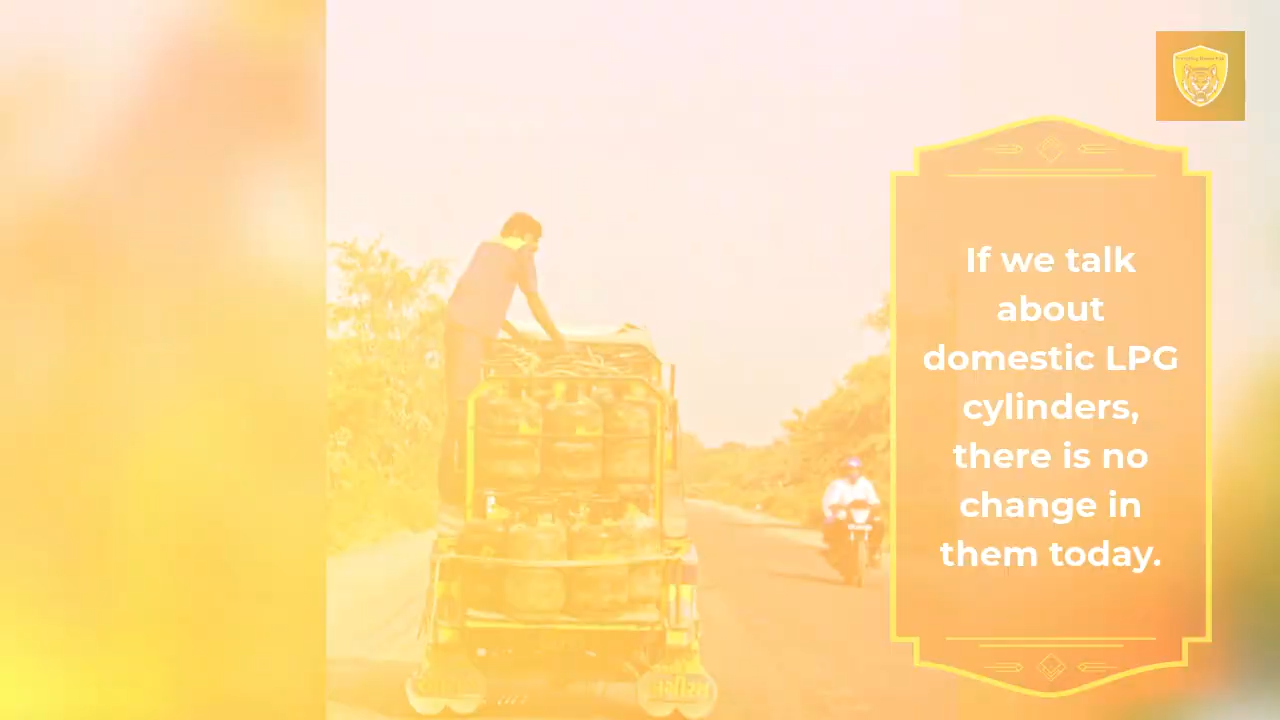 If we talk
about
domestic LPG
cylinders,
there is no
change in
them today.